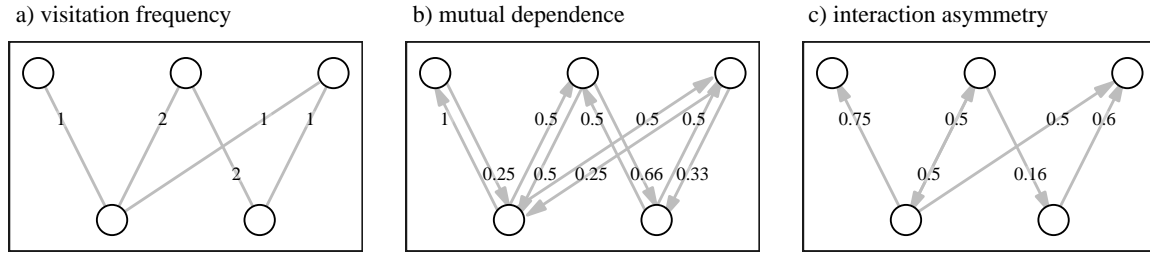 a) visitation frequency
b) mutual dependence
c) interaction asymmetry
1 2 1 1
2
1 0.5 0.5 0.5 0.5
0.25 0.5 0.25 0.66 0.33
0.75 0.5 0.5 0.6
0.5 0.16